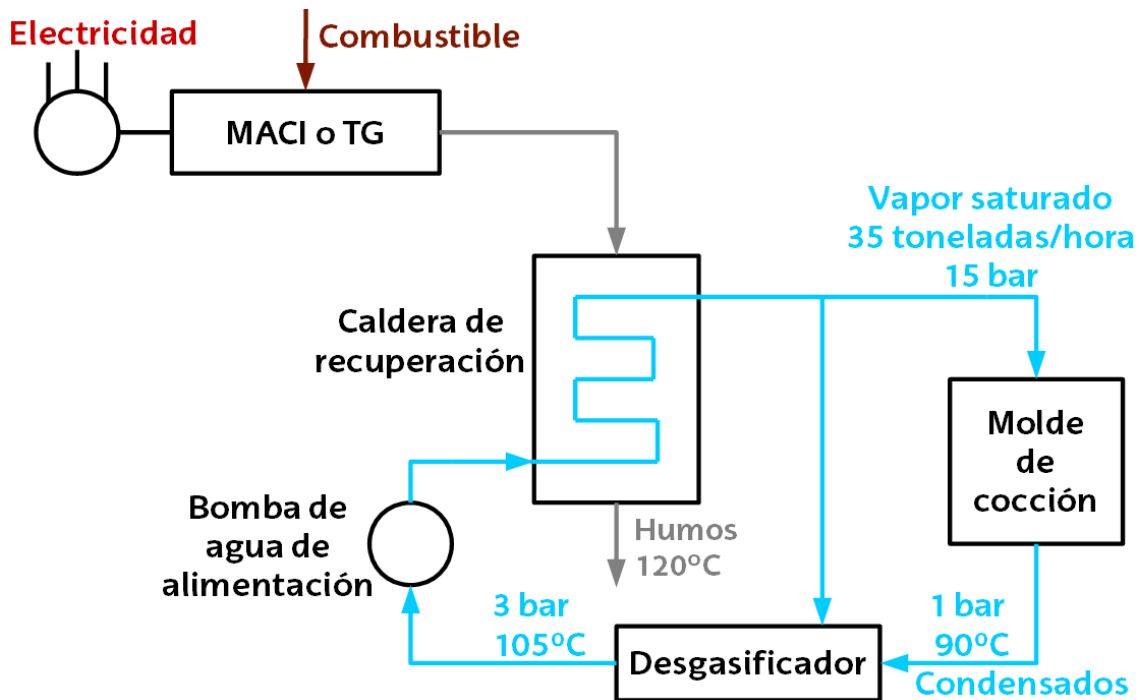 Electricidad
Combustible
MACI o TG
Vapor saturado
35 toneladas/hora
15 bar
Caldera de
recuperación
Molde
de
cocción
Bomba de
agua de
alimentación
Humos
120ºC
3 bar
105ºC
1 bar
90ºC
Desgasificador
Condensados